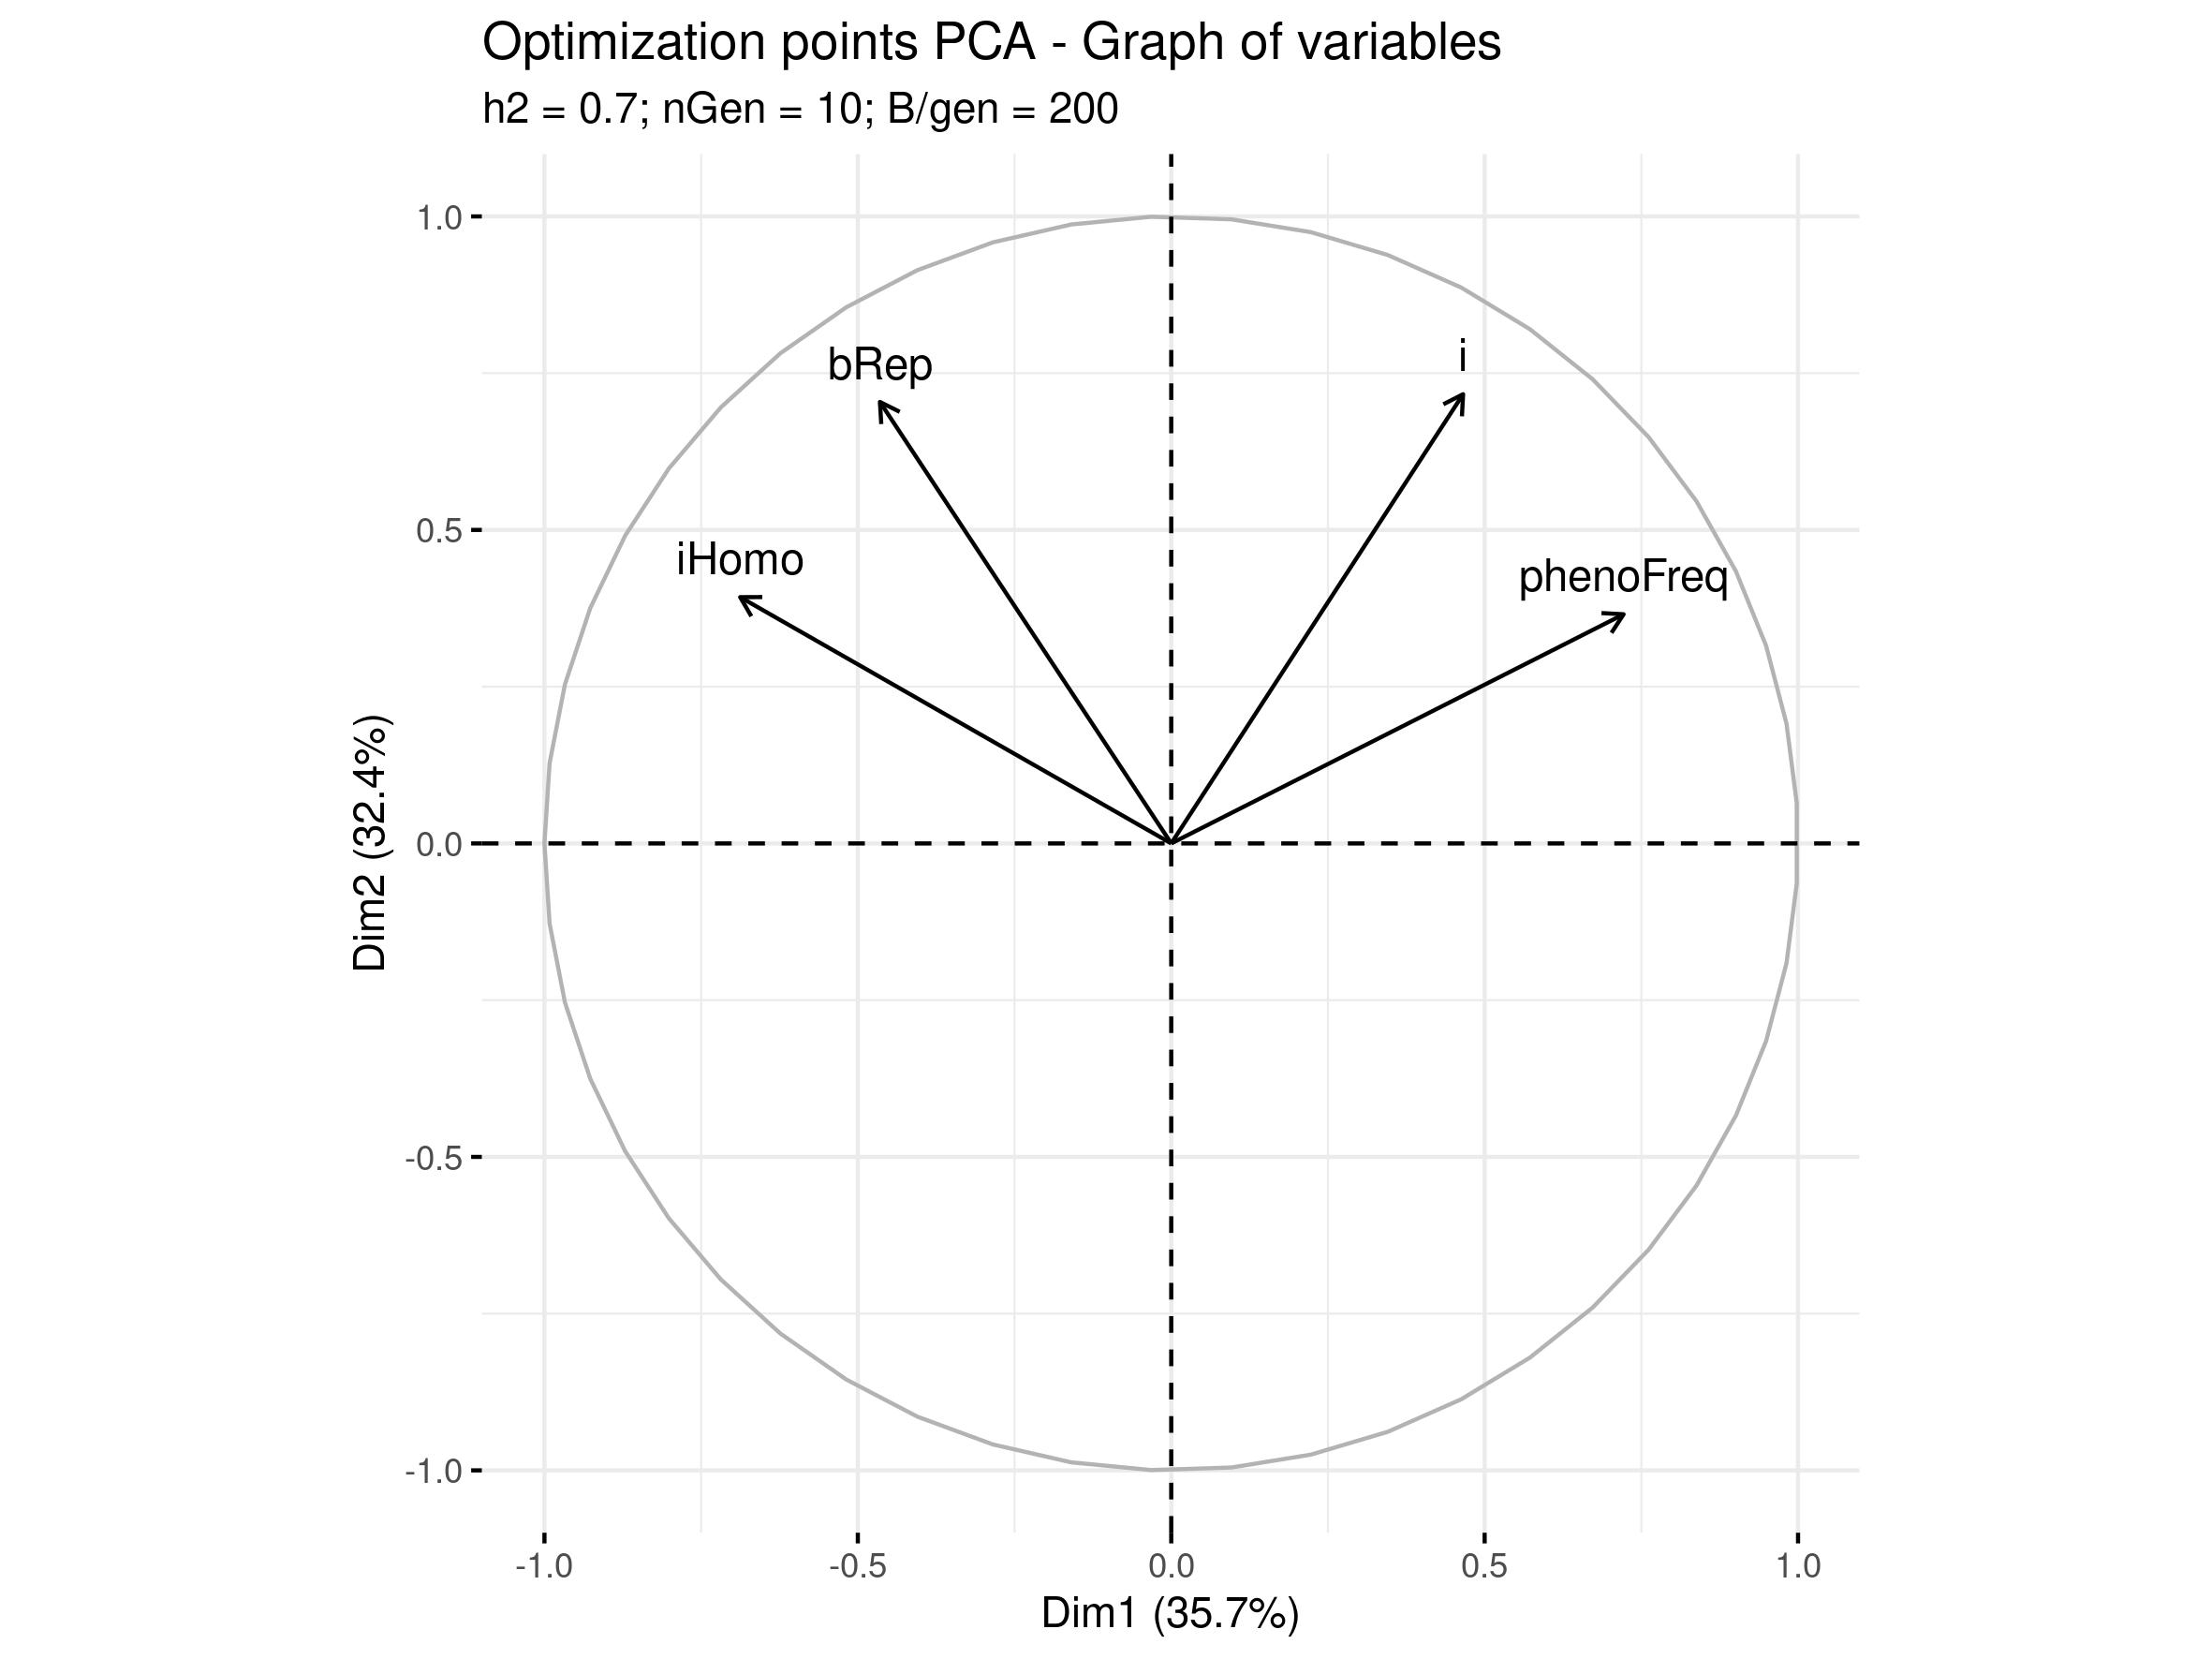 Optimization points PCA - Graph of variables
h2 = 0.7; nGen = 10; B/gen = 200
1.0
0.5
0.0
-0.5
-1.0
Dim2 (32.4%)
bRep
i
iHomo
phenoFreq
-1.0
-0.5
0.0
0.5
1.0
Dim1 (35.7%)